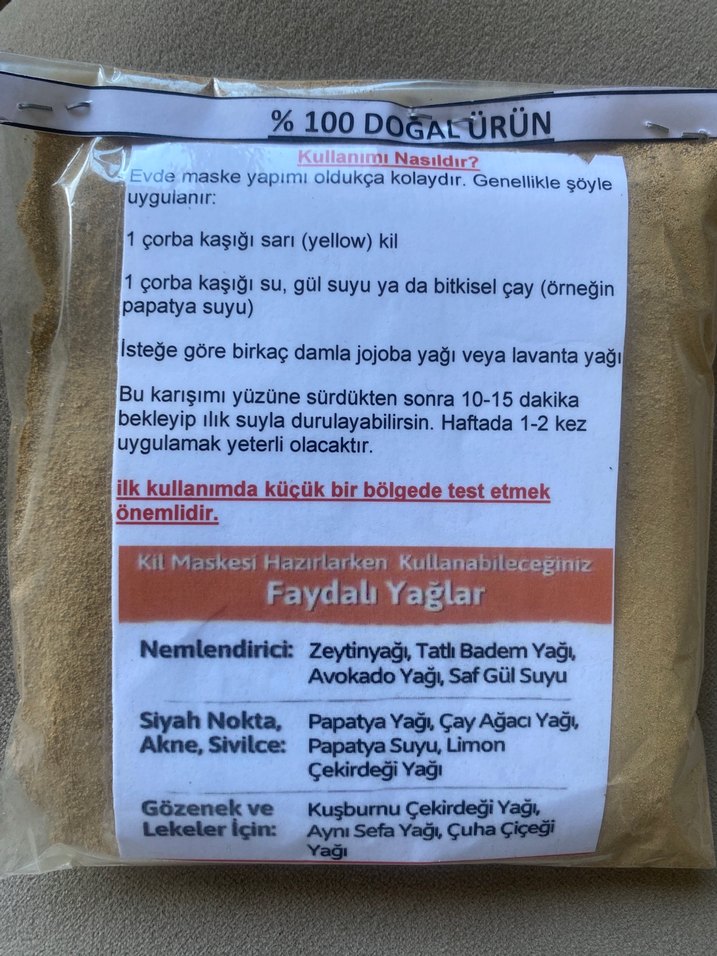 % 100 DOĞAL ÜRÜN
Kullanımı Nasıldır?
Evde maske yapımı oldukça kolaydır. Genellikle şöyle
uygulanır:
1 çorba kaşığı sarı (yellow) kil
1 çorba kaşığı su, gül suyu ya da bitkisel çay (örneğin
papatya suyu)
İsteğe göre birkaç damla jojoba yağı veya lavanta yağı
Bu karışımı yüzüne sürdükten sonra 10-15 dakika
bekleyip ılık suyla durulayabilirsin. Haftada 1-2 kez
uygulamak yeterli olacaktır.
ilk kullanımda küçük bir bölgede test etmek
önemlidir.
Kil Maskesi Hazırlarken Kullanabileceğiniz
Faydalı Yağlar
Nemlendirici: Zeytinyağı, Tatlı Badem Yağı,
Avokado Yağı, Saf Gül Suyu
Siyah Nokta, Papatya Yağı, Çay Ağacı Yağı,
Akne, Sivilce: Papatya Suyu, Limon
Çekirdeği Yağı
Gözenek ve Kuşburnu Çekirdeği Yağı,
Lekeler İçin: Aynı Sefa Yağı, Çuha Çiçeği
Yağı